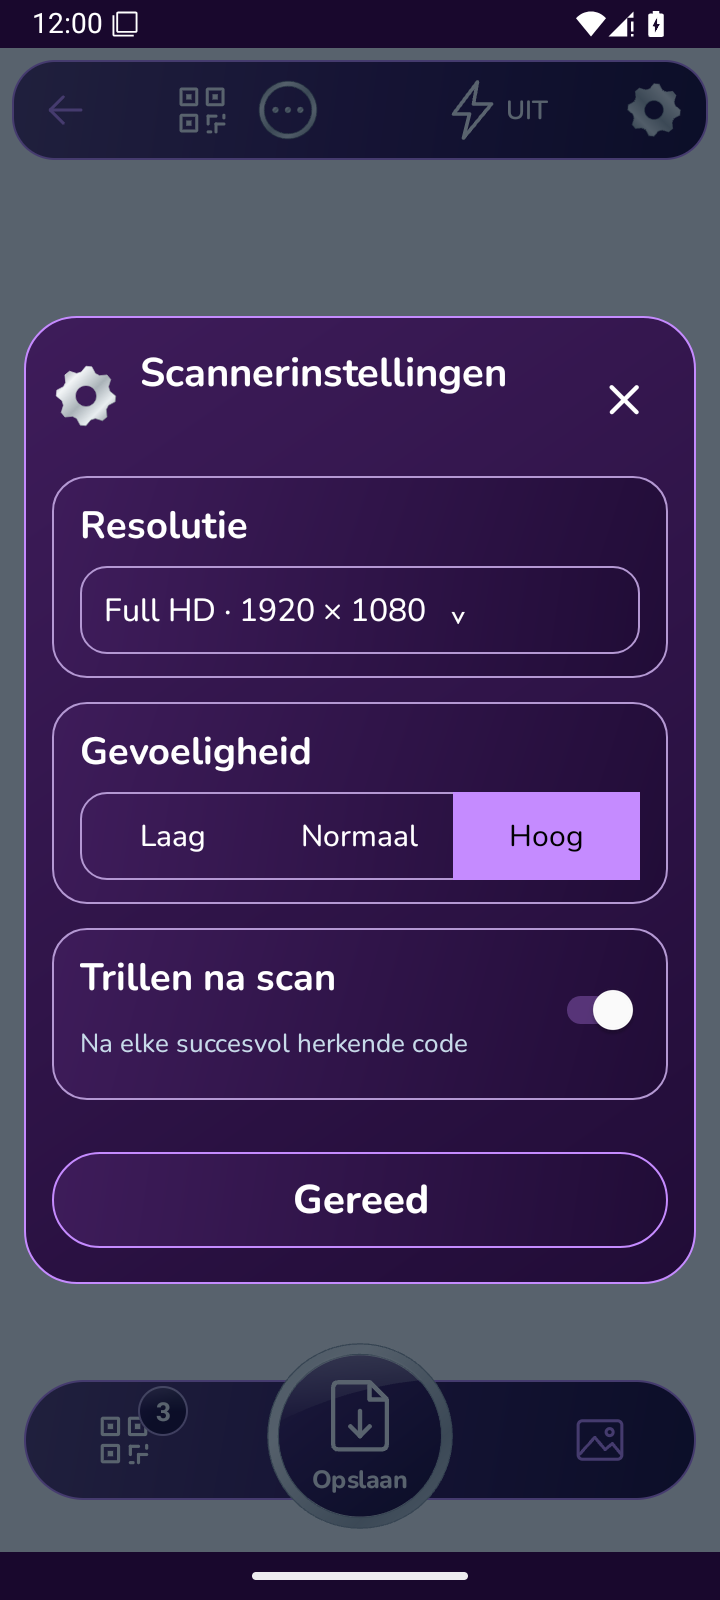 12:00
UIT
Scannerinstellingen
Resolutie
Full HD · 1920 × 1080
Gevoeligheid
Laag Normaal Hoog
Trillen na scan
Na elke succesvol herkende code
Gereed
3
Opslaan